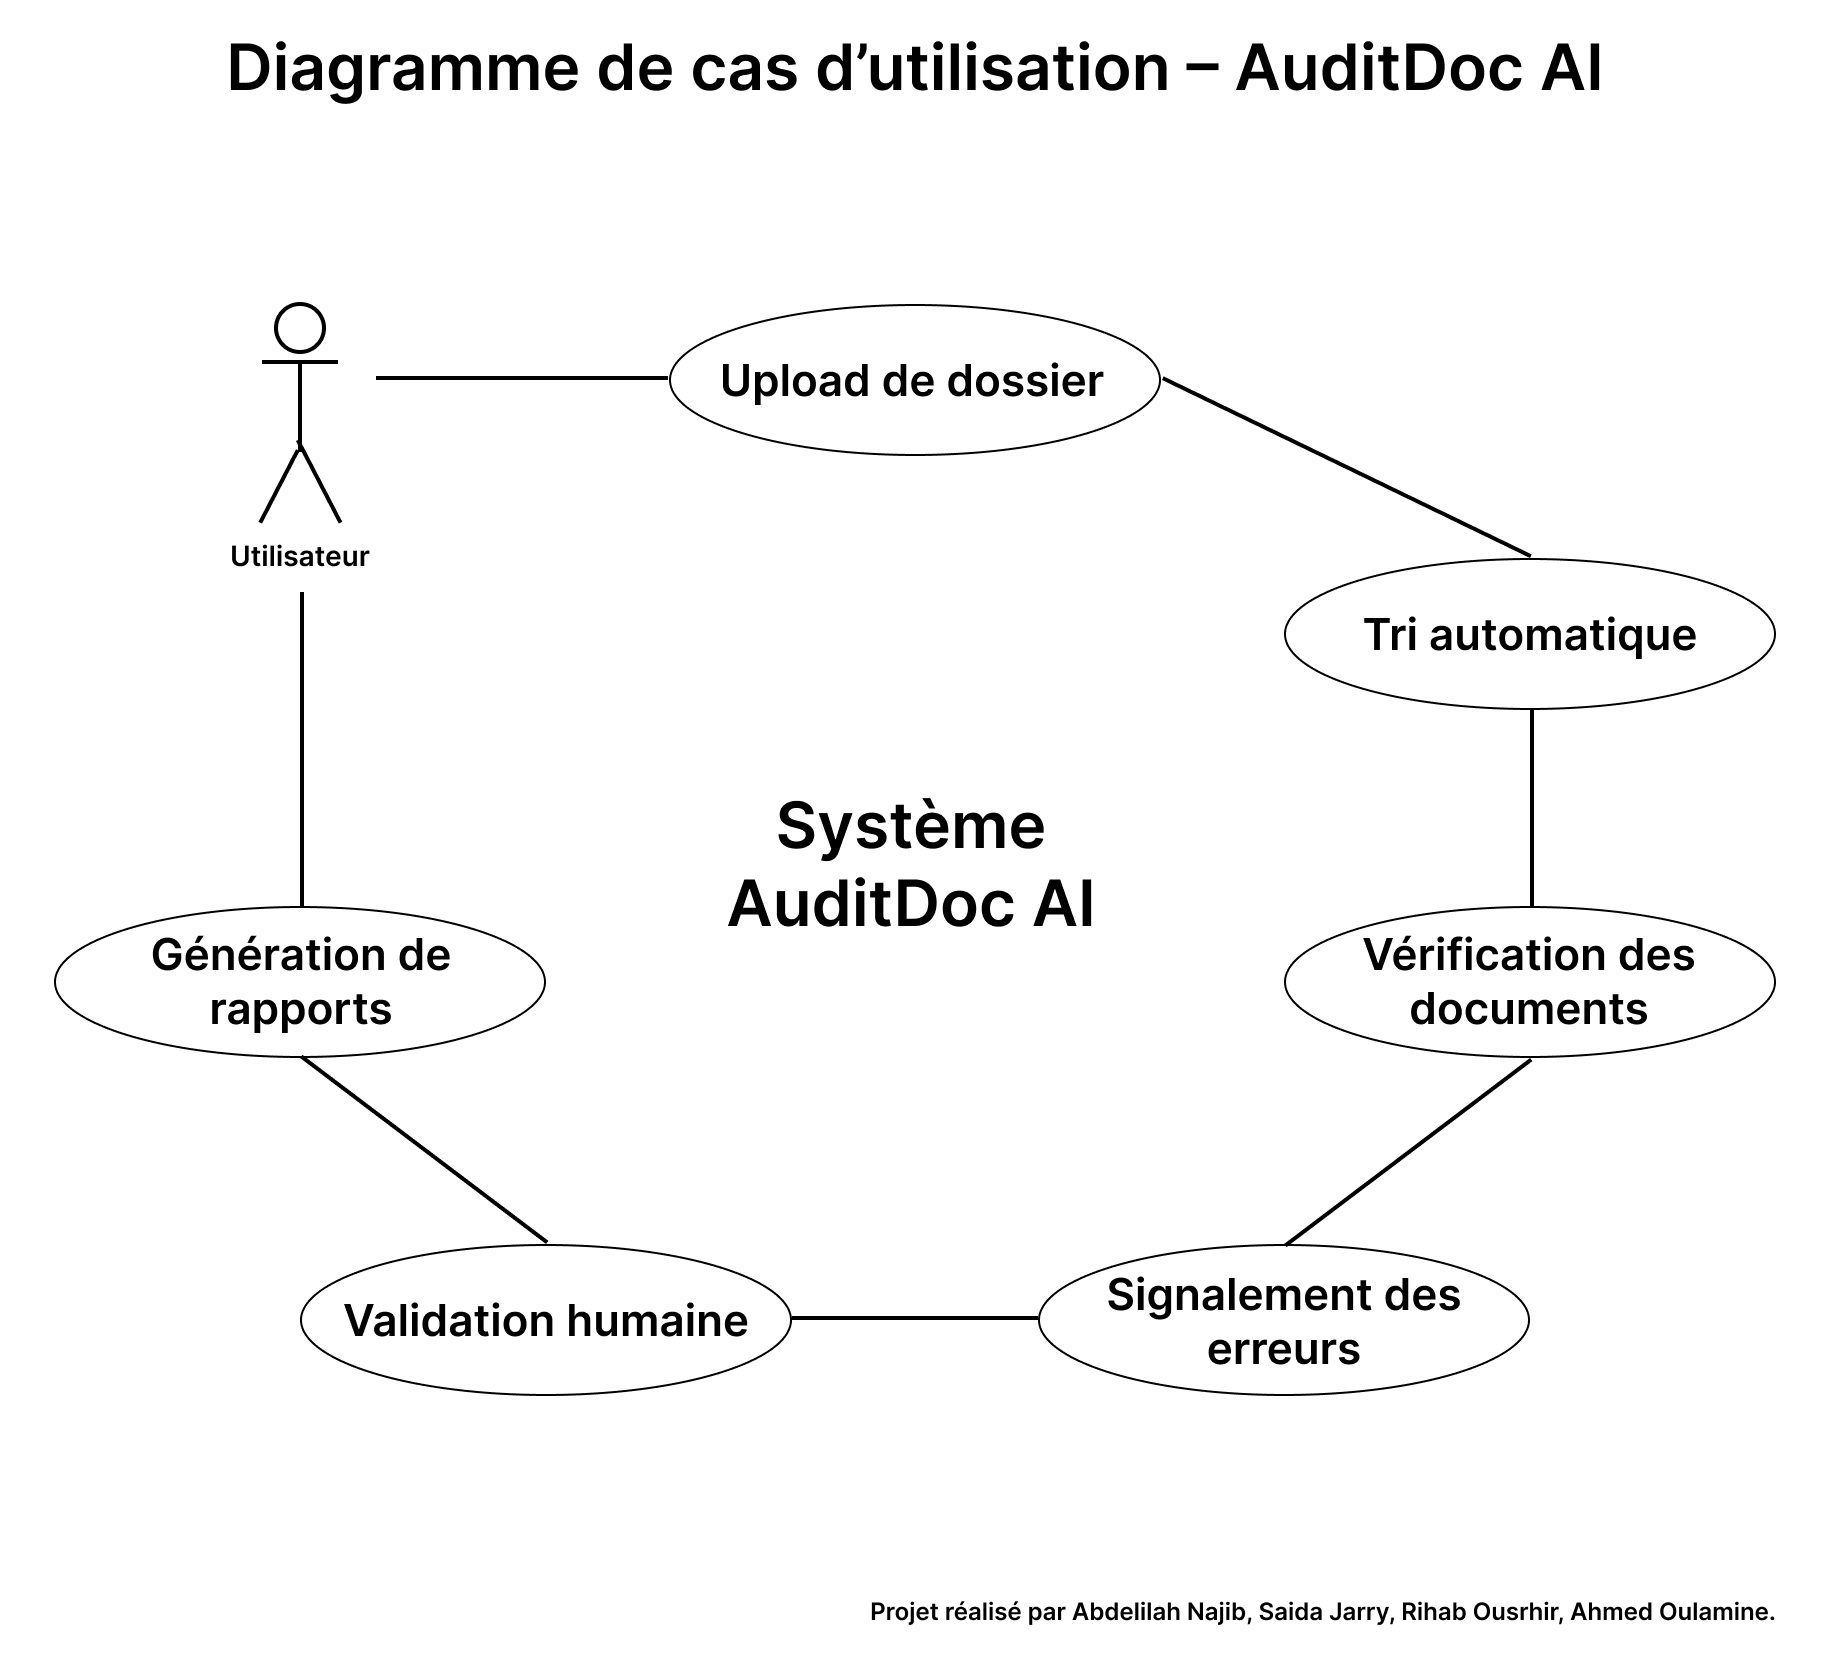 Diagramme de cas d’utilisation – AuditDoc AI
Upload de dossier
Utilisateur
Tri automatique
Système
AuditDoc AI
Génération de
rapports
Vérification des
documents
Validation humaine
Signalement des
erreurs
Projet réalisé par Abdelilah Najib, Saida Jarry, Rihab Ousrhir, Ahmed Oulamine.